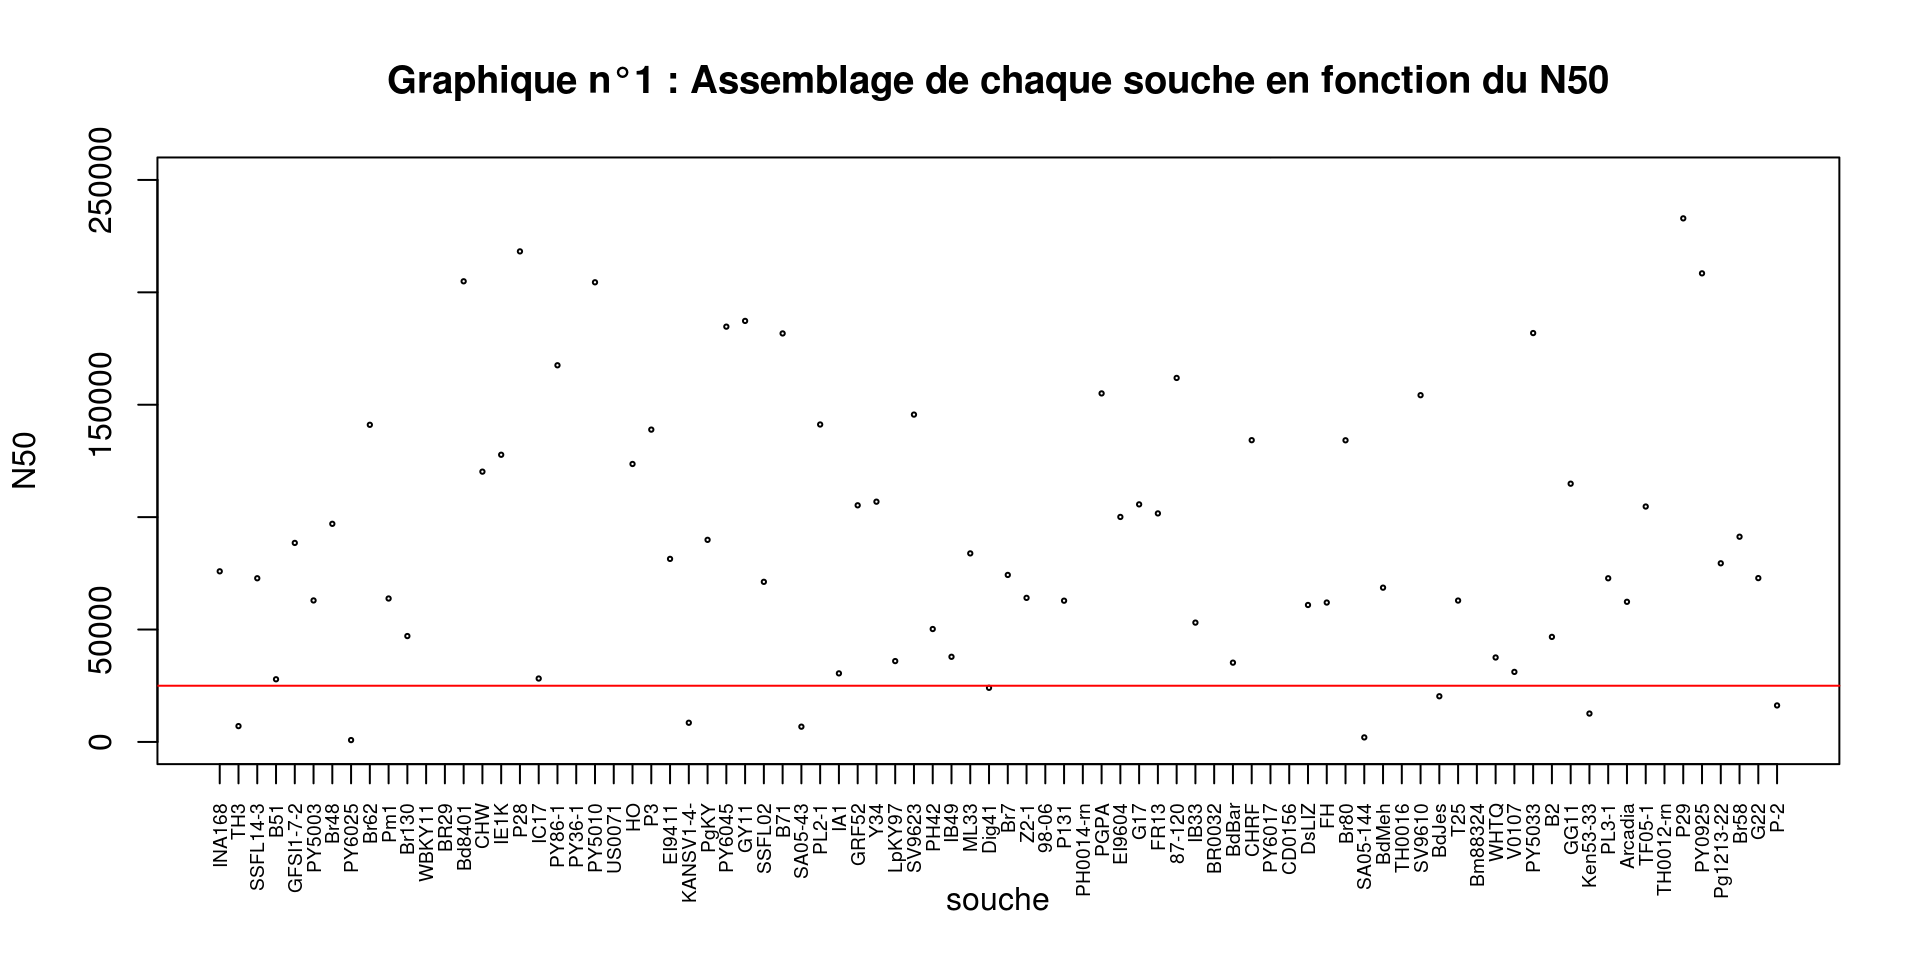 Graphique n°1 : Assemblage de chaque souche en fonction du N50
N50
250000
150000
50000
0
INA168
TH3
SSFL14-3
B51
GFSI1-7-2
PY5003
Br48
PY6025
Br62
Pm1
Br130
WBKY11
BR29
Bd8401
CHW
IE1K
P28
IC17
PY86-1
PY36-1
PY5010
US0071
HO
P3
EI9411
KANSV1-4-
PgKY
PY6045
GY11
SSFL02
B71
SA05-43
PL2-1
IA1
GRF52
Y34
LpKY97
SV9623
PH42
IB49
ML33
Dig41
Br7
Z2-1
98-06
P131
PH0014-rn
PGPA
EI9604
G17
FR13
87-120
IB33
BR0032
BdBar
CHRF
PY6017
CD0156
DsLIZ
FH
Br80
SA05-144
BdMeh
TH0016
SV9610
BdJes
T25
Bm88324
WHTQ
V0107
PY5033
B2
GG11
Ken53-33
PL3-1
Arcadia
TF05-1
TH0012-rn
P29
PY0925
Pg1213-22
Br58
G22
P-2
souche